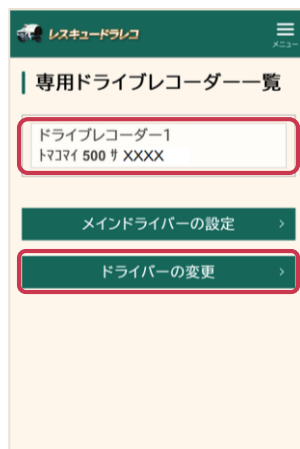 レスキュードラレコ
メニュー
専用ドライブレコーダー一覧
ドライブレコーダー1
ﾄﾏｺﾏｲ 500 ｻ XXXX
メインドライバーの設定
ドライバーの変更